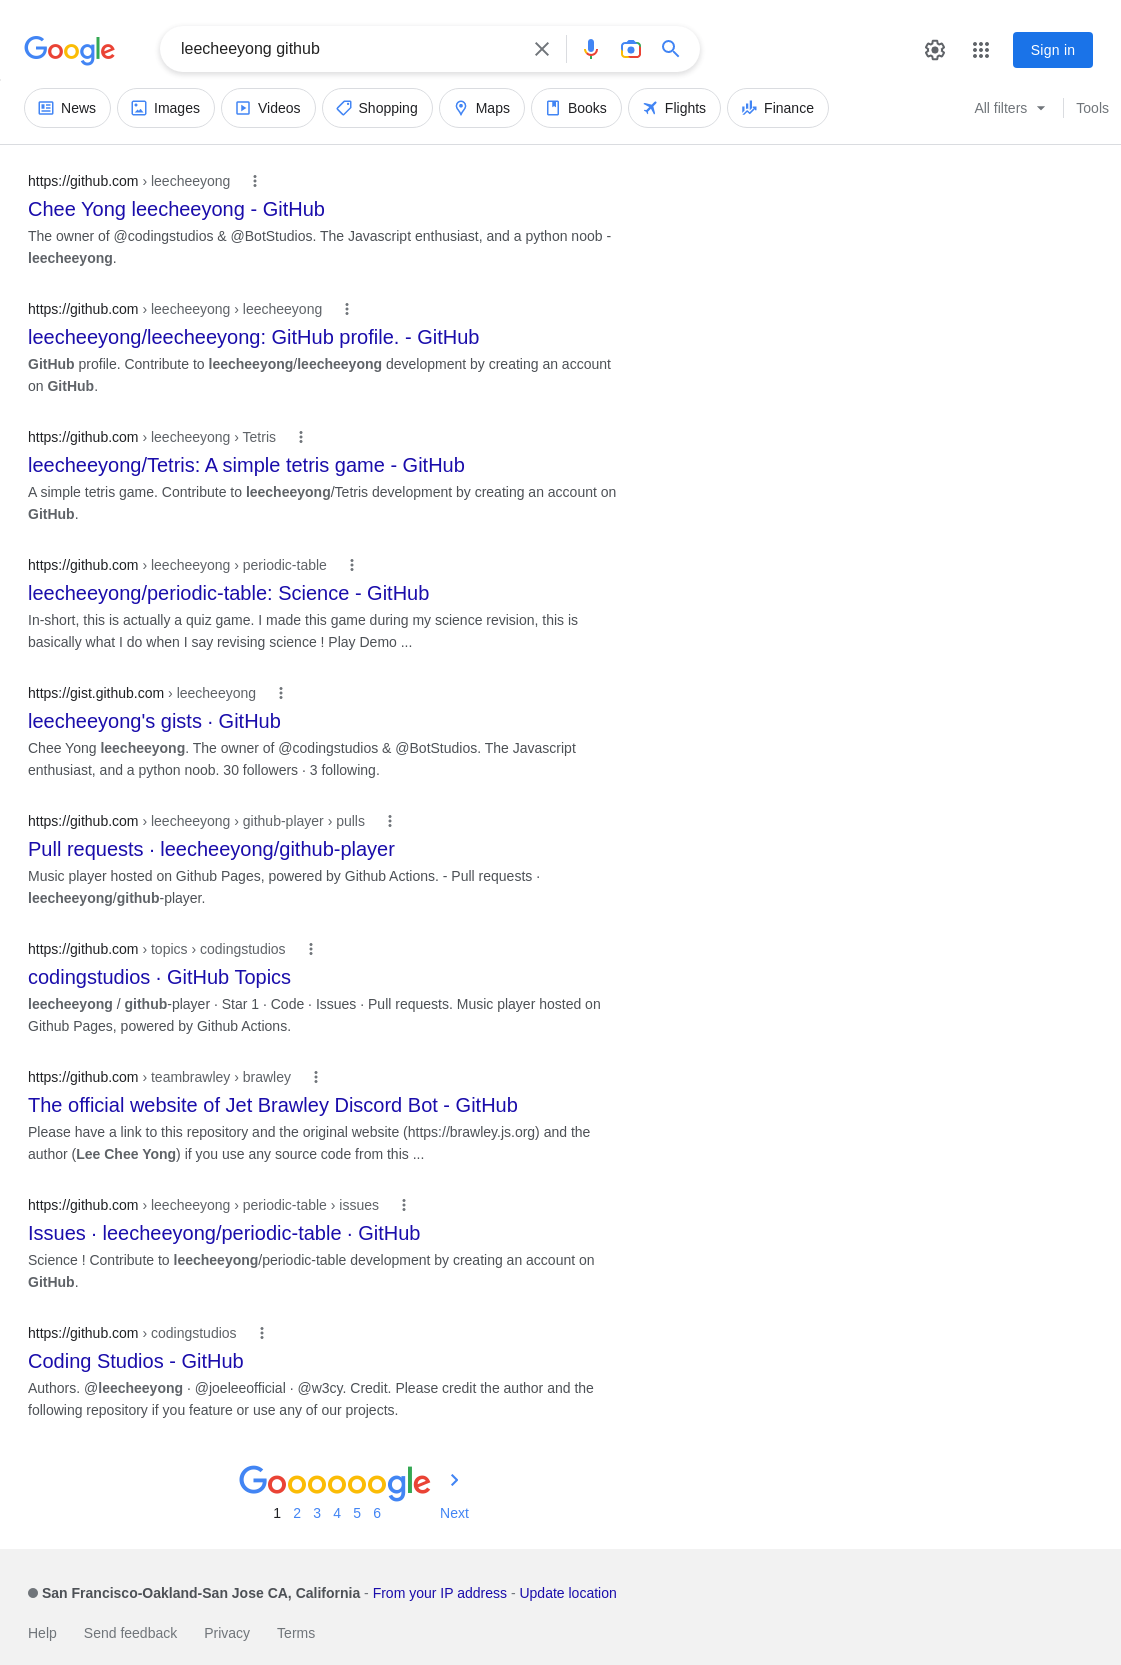 Google
leecheeyong github
Sign in
News
Images
Videos
Shopping
Maps
Books
Flights
Finance
All filters
Tools
https://github.com › leecheeyong
Chee Yong leecheeyong - GitHub
The owner of @codingstudios & @BotStudios. The Javascript enthusiast, and a python noob -
leecheeyong.
https://github.com › leecheeyong › leecheeyong
leecheeyong/leecheeyong: GitHub profile. - GitHub
GitHub profile. Contribute to leecheeyong/leecheeyong development by creating an account
on GitHub.
https://github.com › leecheeyong › Tetris
leecheeyong/Tetris: A simple tetris game - GitHub
A simple tetris game. Contribute to leecheeyong/Tetris development by creating an account on
GitHub.
https://github.com › leecheeyong › periodic-table
leecheeyong/periodic-table: Science - GitHub
In-short, this is actually a quiz game. I made this game during my science revision, this is
basically what I do when I say revising science ! Play Demo ...
https://gist.github.com › leecheeyong
leecheeyong's gists · GitHub
Chee Yong leecheeyong. The owner of @codingstudios & @BotStudios. The Javascript
enthusiast, and a python noob. 30 followers · 3 following.
https://github.com › leecheeyong › github-player › pulls
Pull requests · leecheeyong/github-player
Music player hosted on Github Pages, powered by Github Actions. - Pull requests ·
leecheeyong/github-player.
https://github.com › topics › codingstudios
codingstudios · GitHub Topics
leecheeyong / github-player · Star 1 · Code · Issues · Pull requests. Music player hosted on
Github Pages, powered by Github Actions.
https://github.com › teambrawley › brawley
The official website of Jet Brawley Discord Bot - GitHub
Please have a link to this repository and the original website (https://brawley.js.org) and the
author (Lee Chee Yong) if you use any source code from this ...
https://github.com › leecheeyong › periodic-table › issues
Issues · leecheeyong/periodic-table · GitHub
Science ! Contribute to leecheeyong/periodic-table development by creating an account on
GitHub.
https://github.com › codingstudios
Coding Studios - GitHub
Authors. @leecheeyong · @joeleeofficial · @w3cy. Credit. Please credit the author and the
following repository if you feature or use any of our projects.
Goooooogle
1 2 3 4 5 6 Next
San Francisco-Oakland-San Jose CA, California - From your IP address - Update location
Help Send feedback Privacy Terms